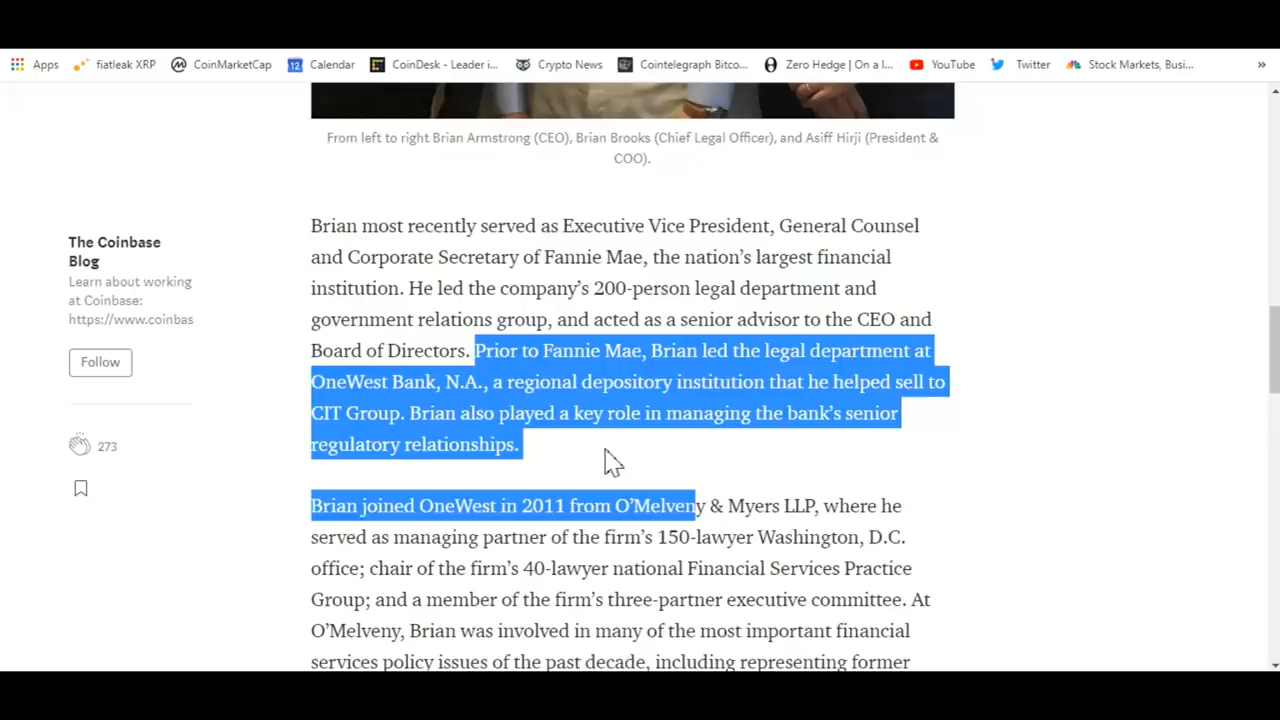 Apps fiatleak XRP CoinMarketCap 12 Calendar CoinDesk - Leader i... Crypto News Cointelegraph Bitco... Zero Hedge | On a l... YouTube Twitter Stock Markets, Busi... »
From left to right Brian Armstrong (CEO), Brian Brooks (Chief Legal Officer), and Asiff Hirji (President &
COO).
The Coinbase
Blog
Learn about working
at Coinbase:
https://www.coinbas
Follow
273
Brian most recently served as Executive Vice President, General Counsel
and Corporate Secretary of Fannie Mae, the nation’s largest financial
institution. He led the company’s 200-person legal department and
government relations group, and acted as a senior advisor to the CEO and
Board of Directors. Prior to Fannie Mae, Brian led the legal department at
OneWest Bank, N.A., a regional depository institution that he helped sell to
CIT Group. Brian also played a key role in managing the bank’s senior
regulatory relationships.
Brian joined OneWest in 2011 from O’Melveny & Myers LLP, where he
served as managing partner of the firm’s 150-lawyer Washington, D.C.
office; chair of the firm’s 40-lawyer national Financial Services Practice
Group; and a member of the firm’s three-partner executive committee. At
O’Melveny, Brian was involved in many of the most important financial
services policy issues of the past decade, including representing former